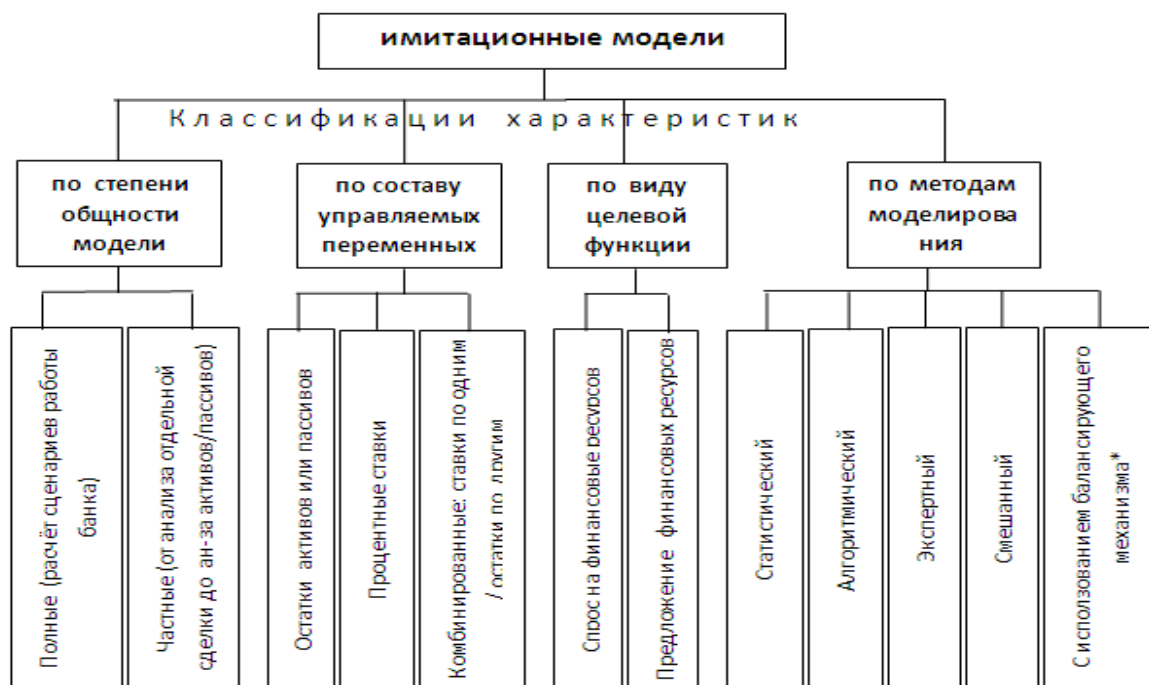 имитационные модели
Классификации характеристик
по степени
общности
модели
по составу
управляемых
переменных
по виду
целевой
функции
по методам
моделирова
ния
Полные (расчёт сценариев работы
банка)
Частные (от анализа отдельной
сделки до ан-за активов/пассивов)
Остатки активов или пассивов
Процентные ставки
Комбинированные: ставки по одним
/ остатки по другим
Спрос на финансовые ресурсов
Предложение финансовых ресурсов
Статистический
Алгоритмический
Экспертный
Смешанный
С исползованием балансирующего
механизма*